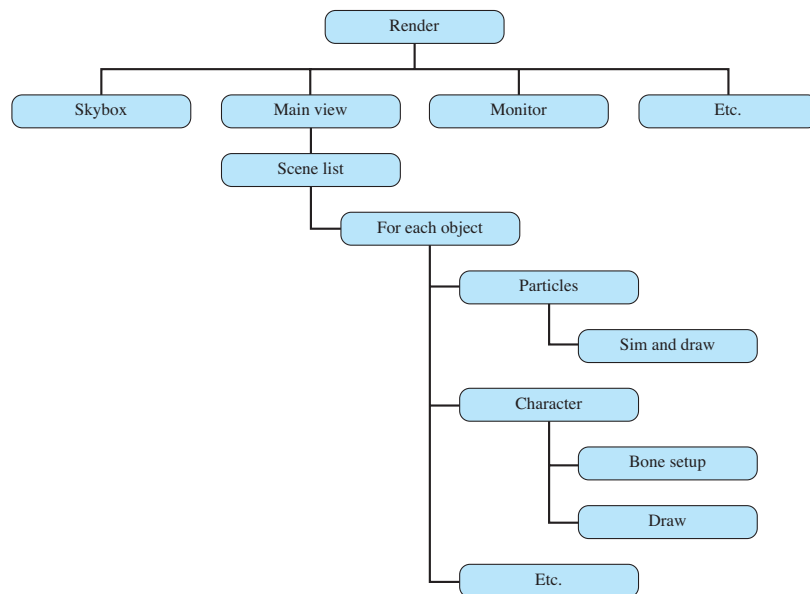 Render
Skybox
Main view
Monitor
Etc.
Scene list
For each object
Particles
Sim and draw
Character
Bone setup
Draw
Etc.